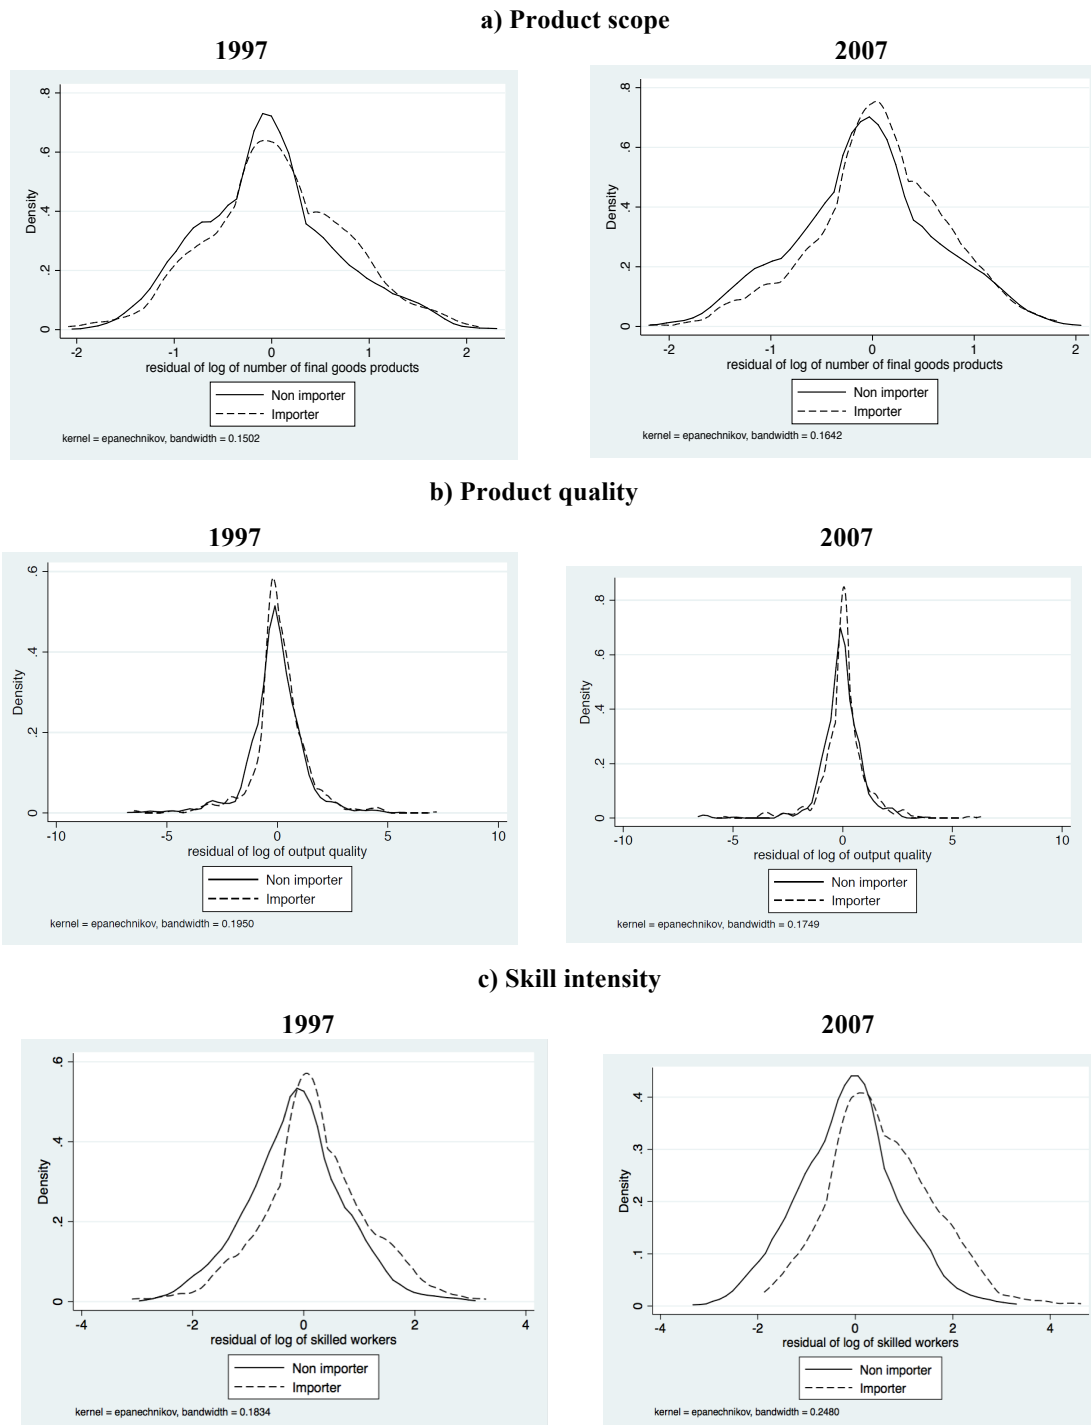 a) Product scope
1997
2007
Density
0 .2 .4 .6 .8
-2 -1 0 1 2
residual of log of number of final goods products
Non importer
Importer
kernel = epanechnikov, bandwidth = 0.1502
Density
0 .2 .4 .6 .8
-2 -1 0 1 2
residual of log of number of final goods products
Non importer
Importer
kernel = epanechnikov, bandwidth = 0.1642
b) Product quality
1997
2007
Density
0 .2 .4 .6
-10 -5 0 5 10
residual of log of output quality
Non importer
Importer
kernel = epanechnikov, bandwidth = 0.1950
Density
0 .2 .4 .6 .8
-10 -5 0 5 10
residual of log of output quality
Non importer
Importer
kernel = epanechnikov, bandwidth = 0.1749
c) Skill intensity
1997
2007
Density
0 .2 .4 .6
-4 -2 0 2 4
residual of log of skilled workers
Non importer
Importer
kernel = epanechnikov, bandwidth = 0.1834
Density
0 .1 .2 .3 .4
-4 -2 0 2 4
residual of log of skilled workers
Non importer
Importer
kernel = epanechnikov, bandwidth = 0.2480